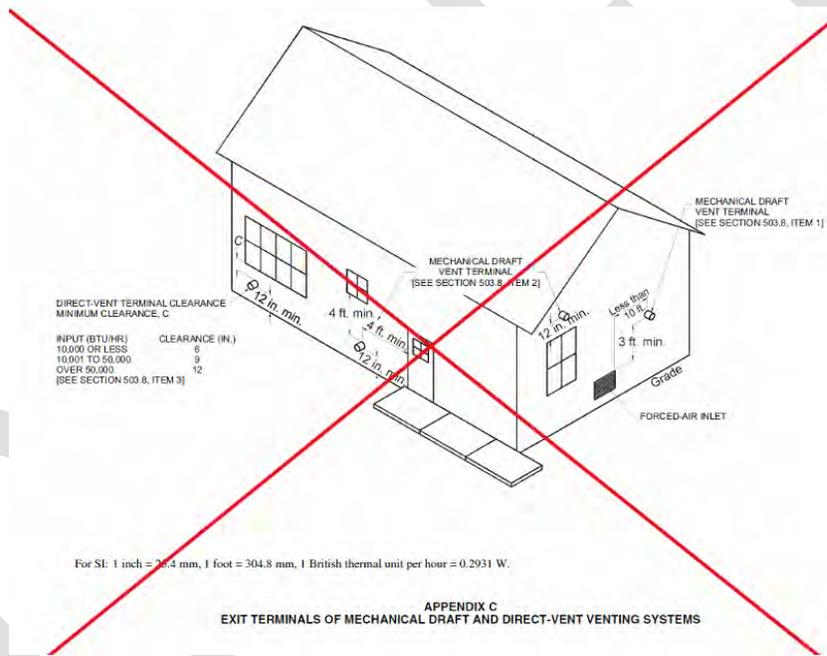 MECHANICAL DRAFT
VENT TERMINAL
[SEE SECTION 503.8, ITEM 1]
MECHANICAL DRAFT
VENT TERMINAL
[SEE SECTION 503.8, ITEM 2]
C
12 in. min.
4 ft. min.
4 ft. min.
12 in. min.
12 in. min.
Less than
10 ft.
3 ft. min.
Grade
FORCED-AIR INLET
DIRECT-VENT TERMINAL CLEARANCE
MINIMUM CLEARANCE, C
INPUT (BTU/HR) CLEARANCE (IN.)
10,000 OR LESS 6
10,001 TO 50,000 9
OVER 50,000 12
[SEE SECTION 503.8, ITEM 3]
For SI: 1 inch = 25.4 mm, 1 foot = 304.8 mm, 1 British thermal unit per hour = 0.2931 W.
APPENDIX C
EXIT TERMINALS OF MECHANICAL DRAFT AND DIRECT-VENT VENTING SYSTEMS